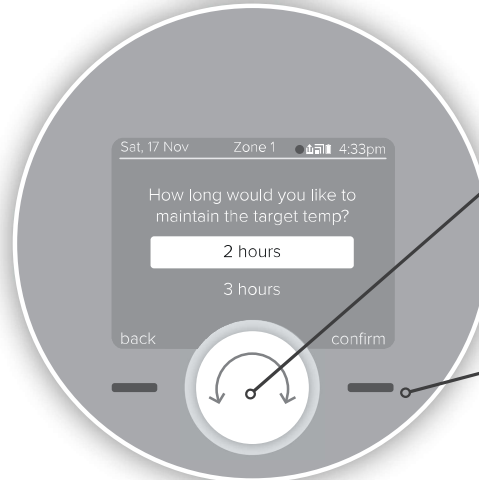 Sat, 17 Nov Zone 1 4:33pm
How long would you like to
maintain the target temp?
2 hours
3 hours
back confirm